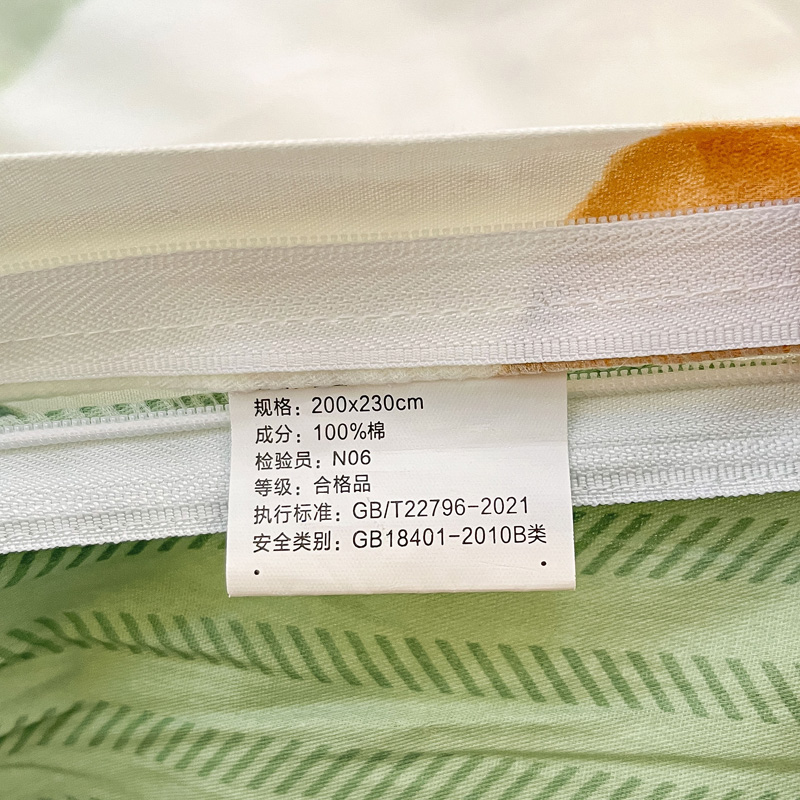 规格：200x230cm
成分：100%棉
检验员：N06
等级：合格品
执行标准：GB/T22796-2021
安全类别：GB18401-2010B类